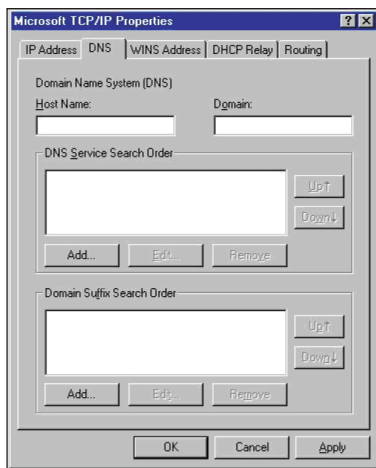 Microsoft TCP/IP Properties
IP Address DNS WINS Address DHCP Relay Routing
Domain Name System (DNS)
Host Name: Domain:
DNS Service Search Order
Up↑
Down↓
Add... Edit... Remove
Domain Suffix Search Order
Up↑
Down↓
Add... Edit... Remove
OK Cancel Apply